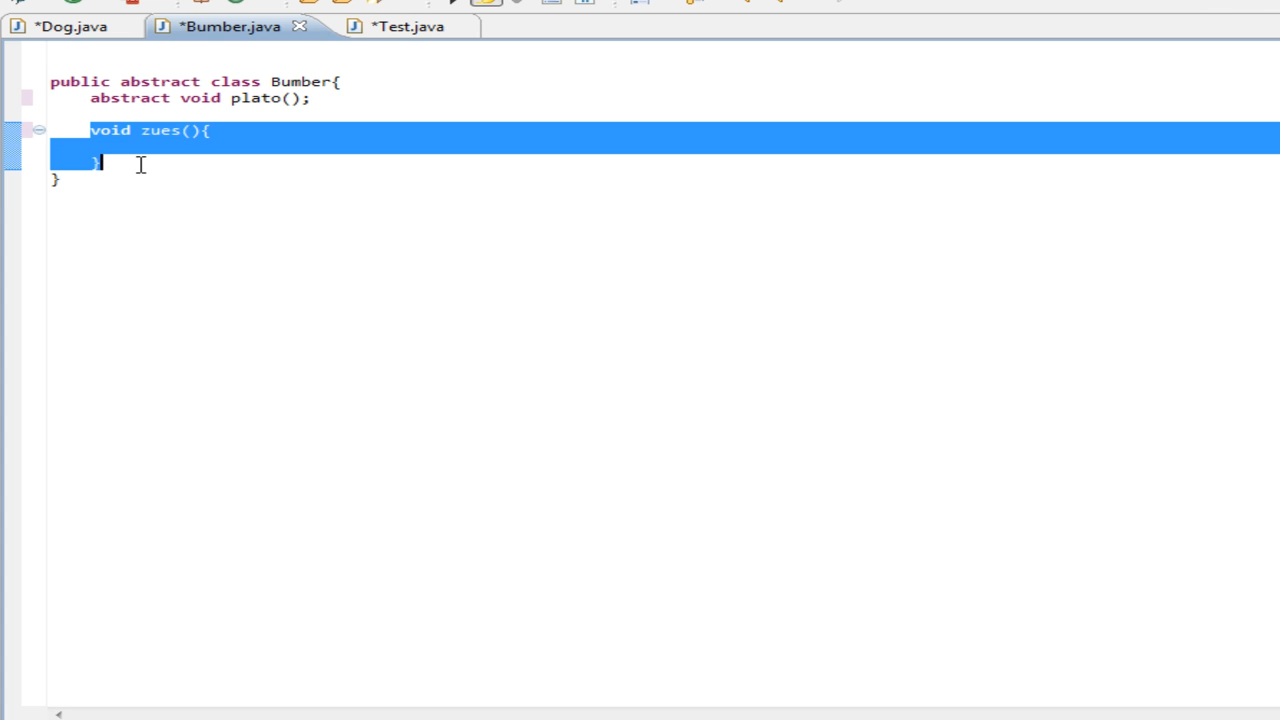 *Dog.java *Bumber.java *Test.java
public abstract class Bumber{
abstract void plato();
void zues(){
}
}